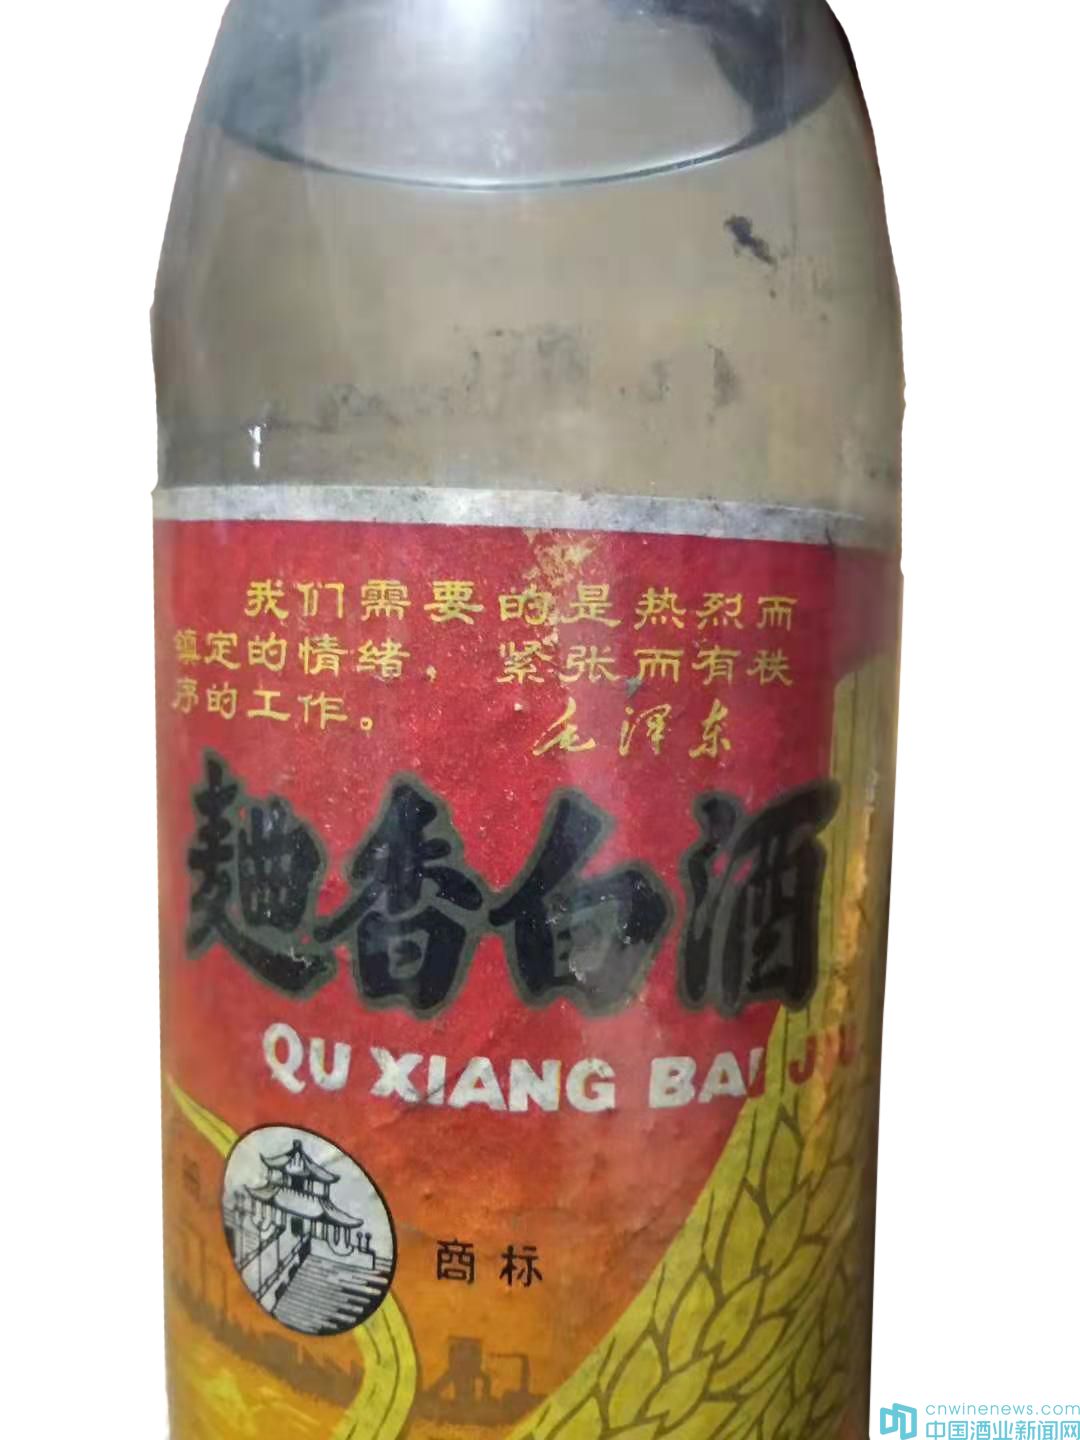 我们需要的是热烈而
镇定的情绪，紧张而有秩
序的工作。
毛泽东
麯香白酒
QU XIANG BAI JIU
商标
cnwinenews.com
中国酒业新闻网